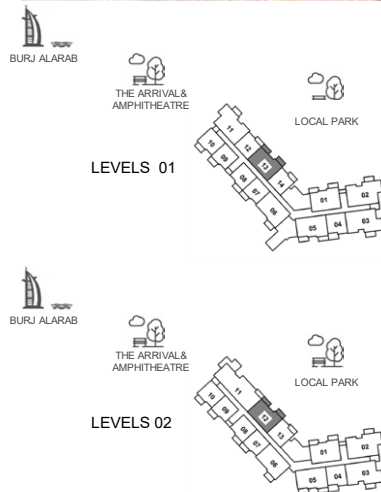 BURJ ALARAB
THE ARRIVAL&
AMPHITHEATRE
LOCAL PARK
LEVELS 01
11
10
12
09
13
08
14
07
06
01
02
05
04
03
BURJ ALARAB
THE ARRIVAL&
AMPHITHEATRE
LOCAL PARK
LEVELS 02
11
10
09
12
08
13
07
06
01
02
05
04
03